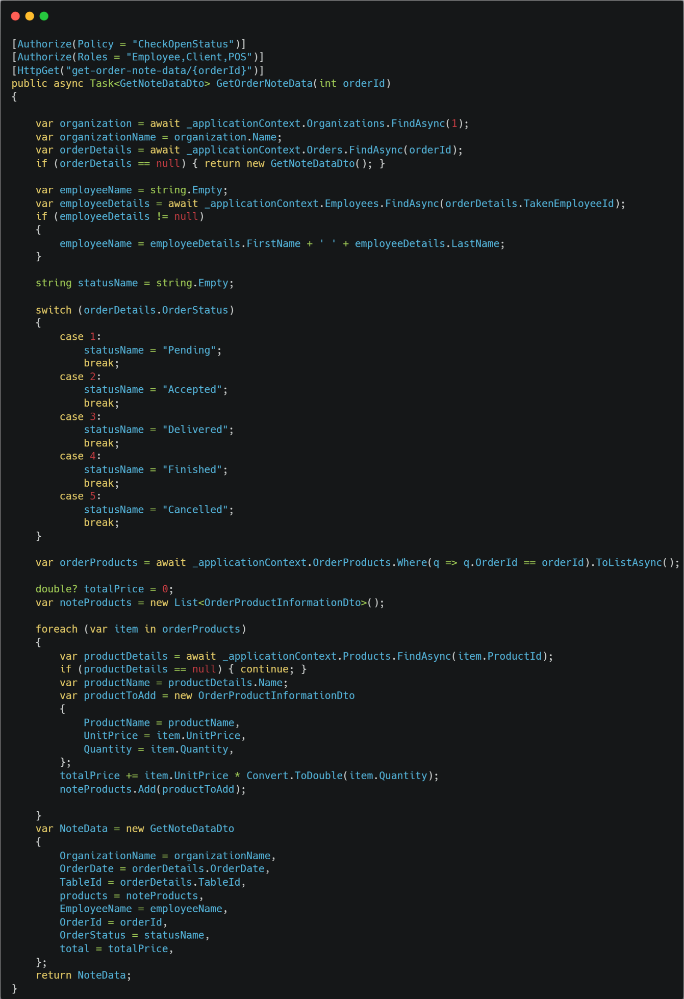 [Authorize(Policy = "CheckOpenStatus")]
[Authorize(Roles = "Employee,Client,POS")]
[HttpGet("get-order-note-data/{orderId}")]
public async Task<GetNoteDataDto> GetOrderNoteData(int orderId)
{
var organization = await _applicationContext.Organizations.FindAsync(1);
var organizationName = organization.Name;
var orderDetails = await _applicationContext.Orders.FindAsync(orderId);
if (orderDetails == null) { return new GetNoteDataDto(); }
var employeeName = string.Empty;
var employeeDetails = await _applicationContext.Employees.FindAsync(orderDetails.TakenEmployeeId);
if (employeeDetails != null)
{
employeeName = employeeDetails.FirstName + ' ' + employeeDetails.LastName;
}
string statusName = string.Empty;
switch (orderDetails.OrderStatus)
{
case 1:
statusName = "Pending";
break;
case 2:
statusName = "Accepted";
break;
case 3:
statusName = "Delivered";
break;
case 4:
statusName = "Finished";
break;
case 5:
statusName = "Cancelled";
break;
}
var orderProducts = await _applicationContext.OrderProducts.Where(q => q.OrderId == orderId).ToListAsync();
double? totalPrice = 0;
var noteProducts = new List<OrderProductInformationDto>();
foreach (var item in orderProducts)
{
var productDetails = await _applicationContext.Products.FindAsync(item.ProductId);
if (productDetails == null) { continue; }
var productName = productDetails.Name;
var productToAdd = new OrderProductInformationDto
{
ProductName = productName,
UnitPrice = item.UnitPrice,
Quantity = item.Quantity,
};
totalPrice += item.UnitPrice * Convert.ToDouble(item.Quantity);
noteProducts.Add(productToAdd);
}
var NoteData = new GetNoteDataDto
{
OrganizationName = organizationName,
OrderDate = orderDetails.OrderDate,
TableId = orderDetails.TableId,
products = noteProducts,
EmployeeName = employeeName,
OrderId = orderId,
OrderStatus = statusName,
total = totalPrice,
};
return NoteData;
}